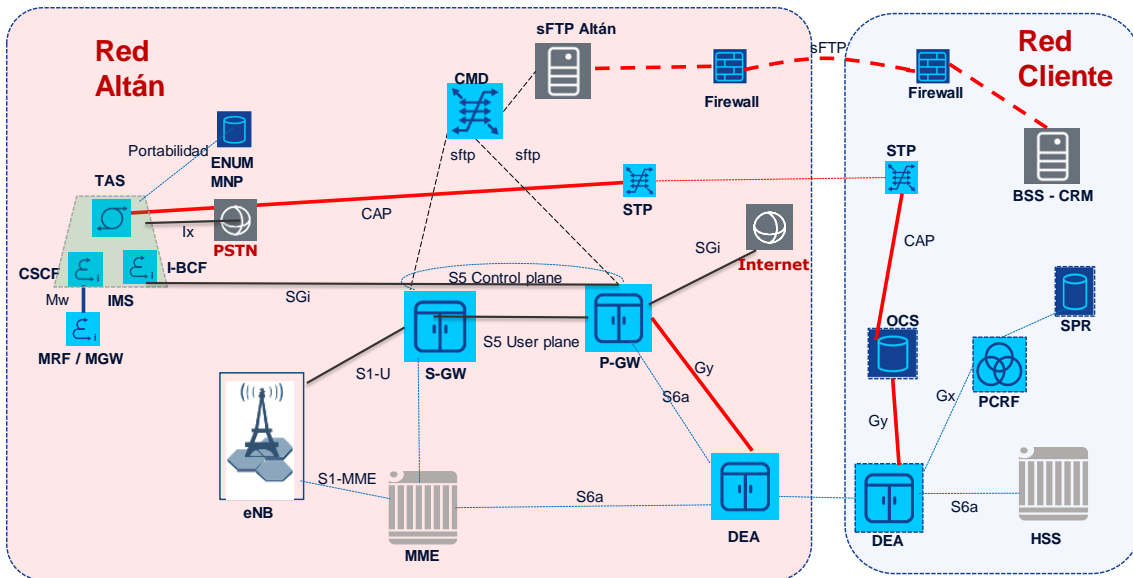 Red
Altán
sFTP Altán
sFTP
Red
Cliente
CMD
Firewall
Firewall
sftp
sftp
Portabilidad
ENUM
MNP
STP
BSS - CRM
TAS
STP
CAP
Ix
PSTN
CAP
SGi
Internet
CSCF
I-BCF
S5 Control plane
Mw
IMS
SGi
OCS
SPR
MRF / MGW
S5 User plane
S-GW
P-GW
S1-U
Gy
S6a
Gx
PCRF
Gy
S1-MME
S6a
S6a
eNB
MME
DEA
DEA
HSS